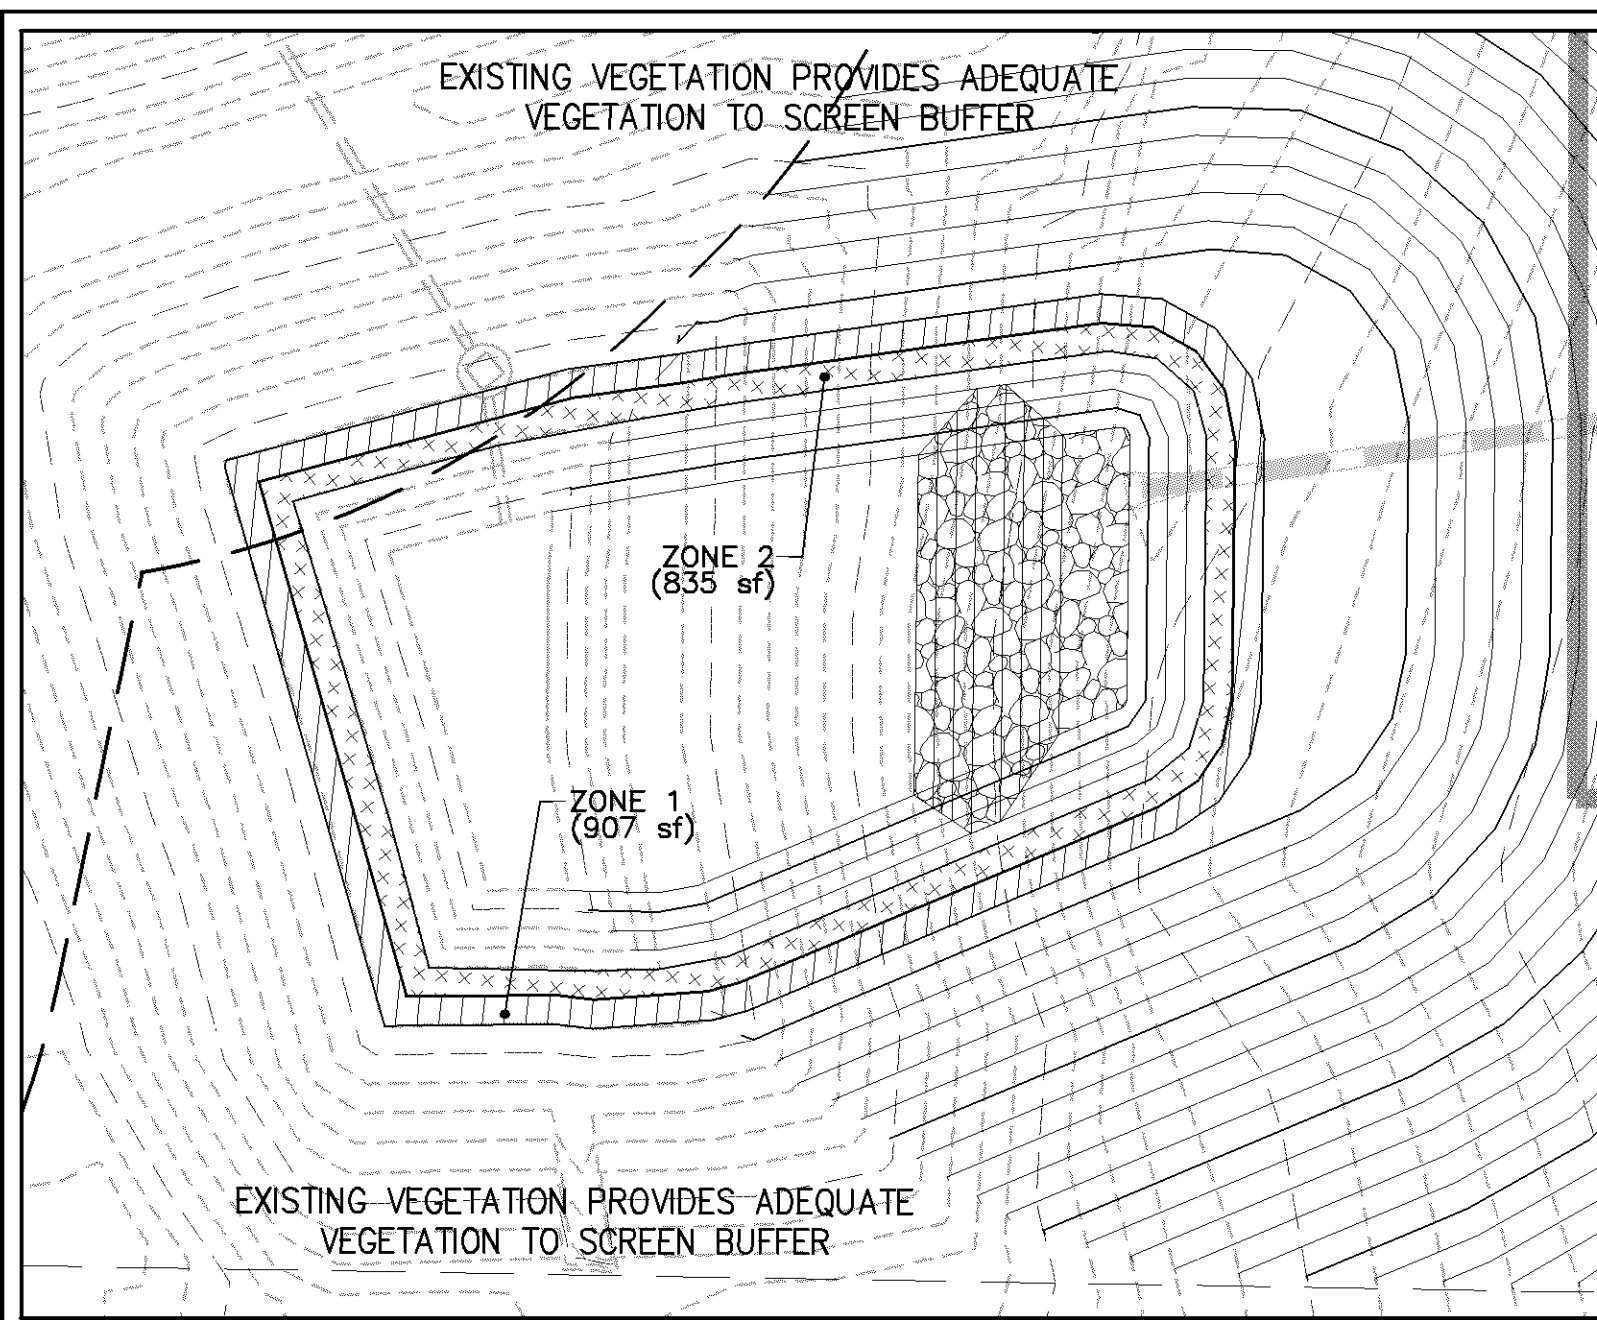 EXISTING VEGETATION PROVIDES ADEQUATE
VEGETATION TO SCREEN BUFFER
ZONE 2
(835 sf)
ZONE 1
(907 sf)
EXISTING VEGETATION PROVIDES ADEQUATE
VEGETATION TO SCREEN BUFFER